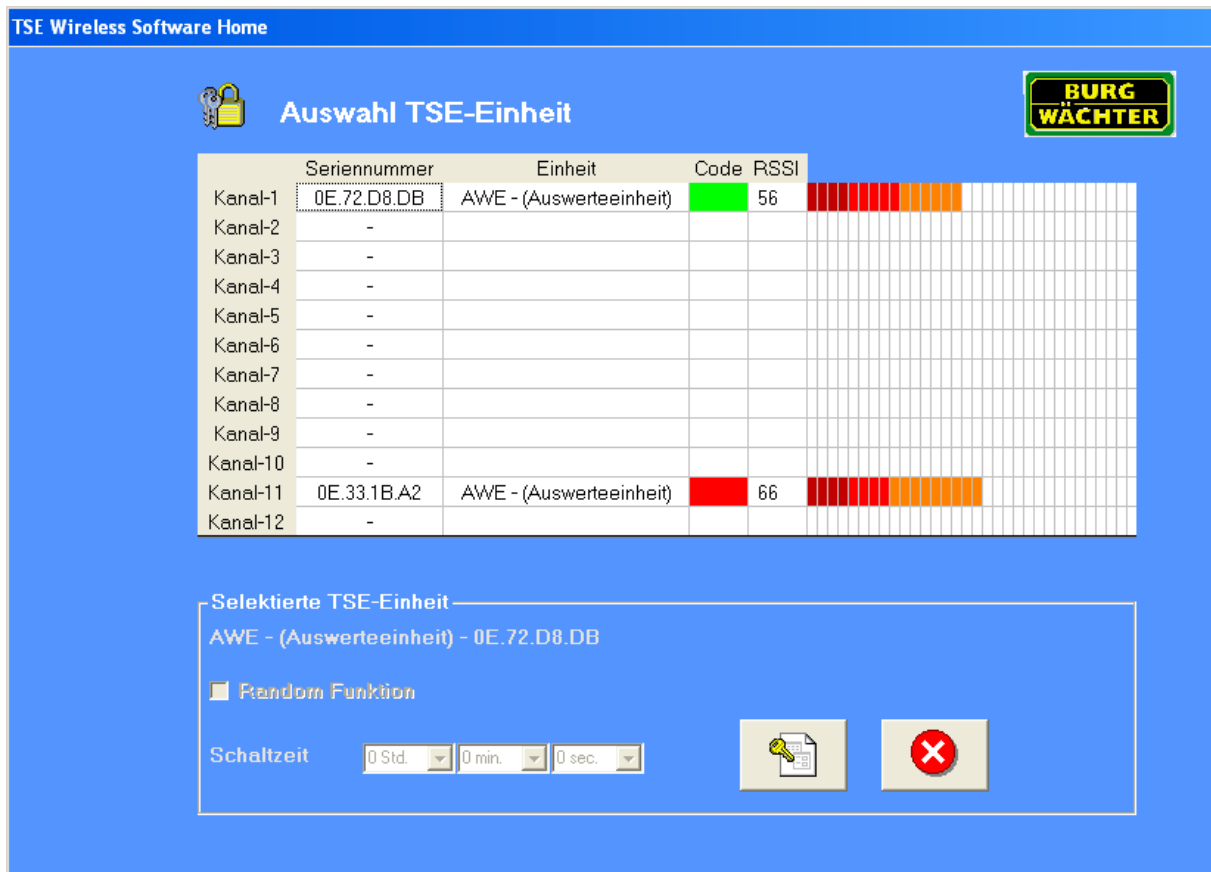 TSE Wireless Software Home
Auswahl TSE-Einheit
BURG
WÄCHTER
Seriennummer Einheit Code RSSI
Kanal-1 0E.72.D8.DB AWE - (Auswerteeinheit) 56
Kanal-2 -
Kanal-3 -
Kanal-4 -
Kanal-5 -
Kanal-6 -
Kanal-7 -
Kanal-8 -
Kanal-9 -
Kanal-10 -
Kanal-11 0E.33.1B.A2 AWE - (Auswerteeinheit) 66
Kanal-12 -
Selektierte TSE-Einheit
AWE - (Auswerteeinheit) - 0E.72.D8.DB
Random Funktion
Schaltzeit 0 Std. 0 min. 0 sec.